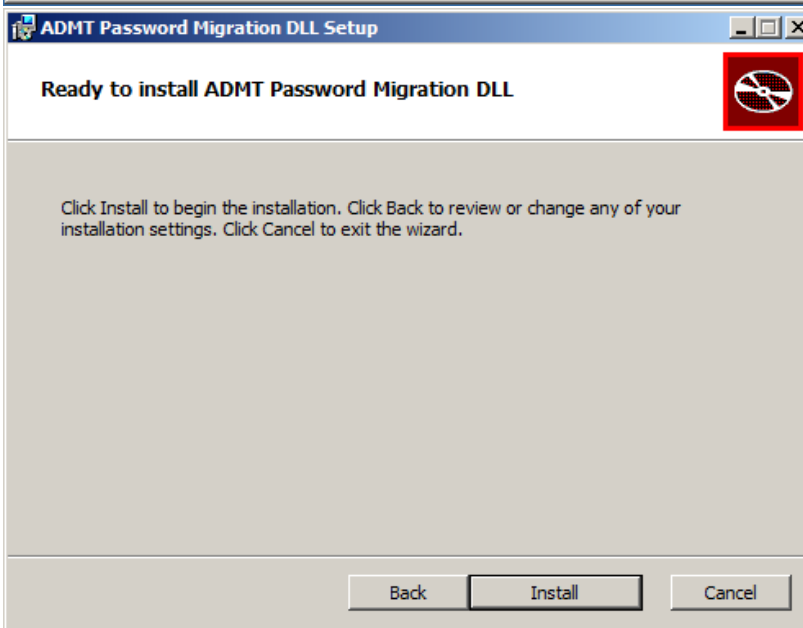 ADMT Password Migration DLL Setup
Ready to install ADMT Password Migration DLL
Click Install to begin the installation. Click Back to review or change any of your
installation settings. Click Cancel to exit the wizard.
Back Install Cancel